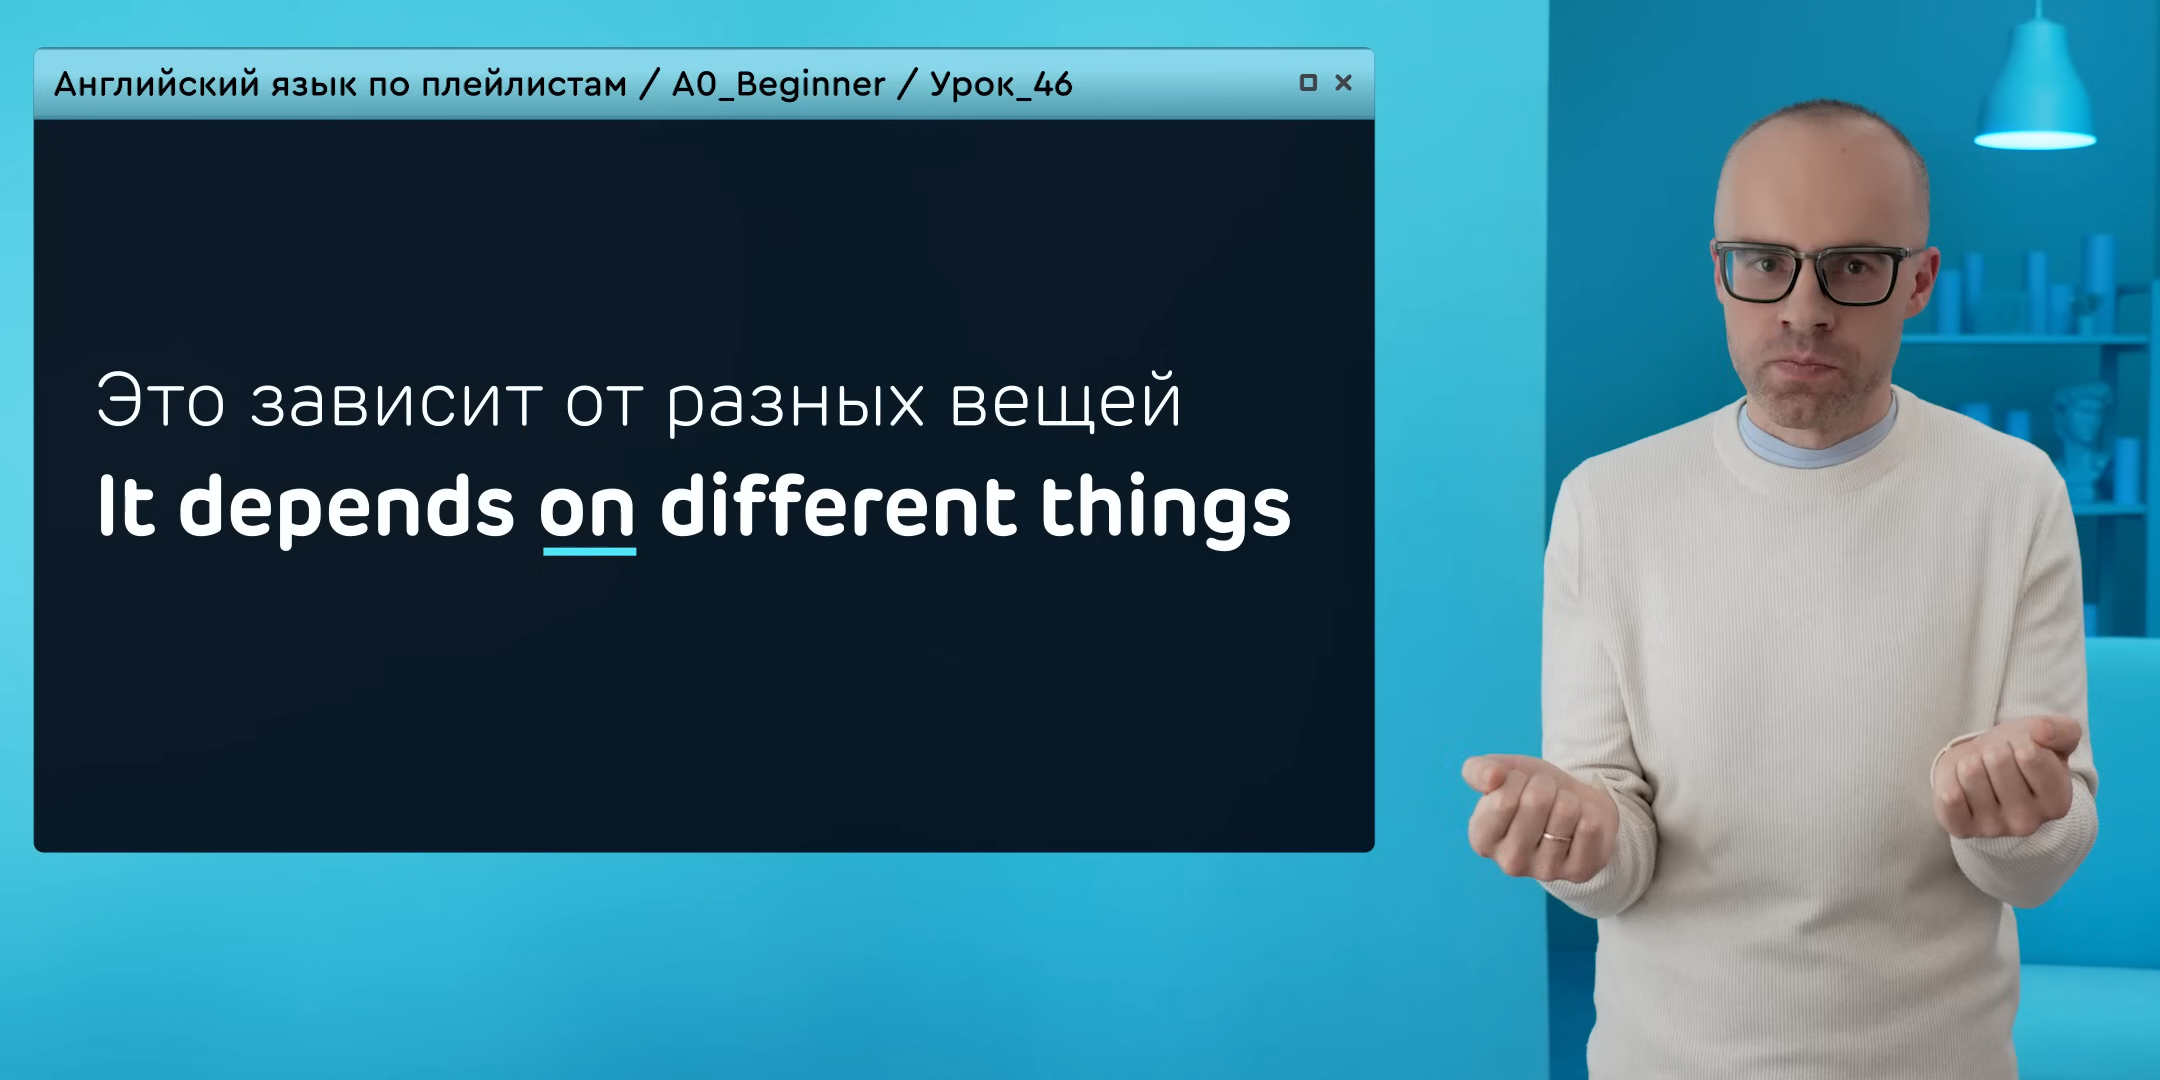 Английский язык по плейлистам / A0_Beginner / Урок_46
Это зависит от разных вещей
It depends on different things